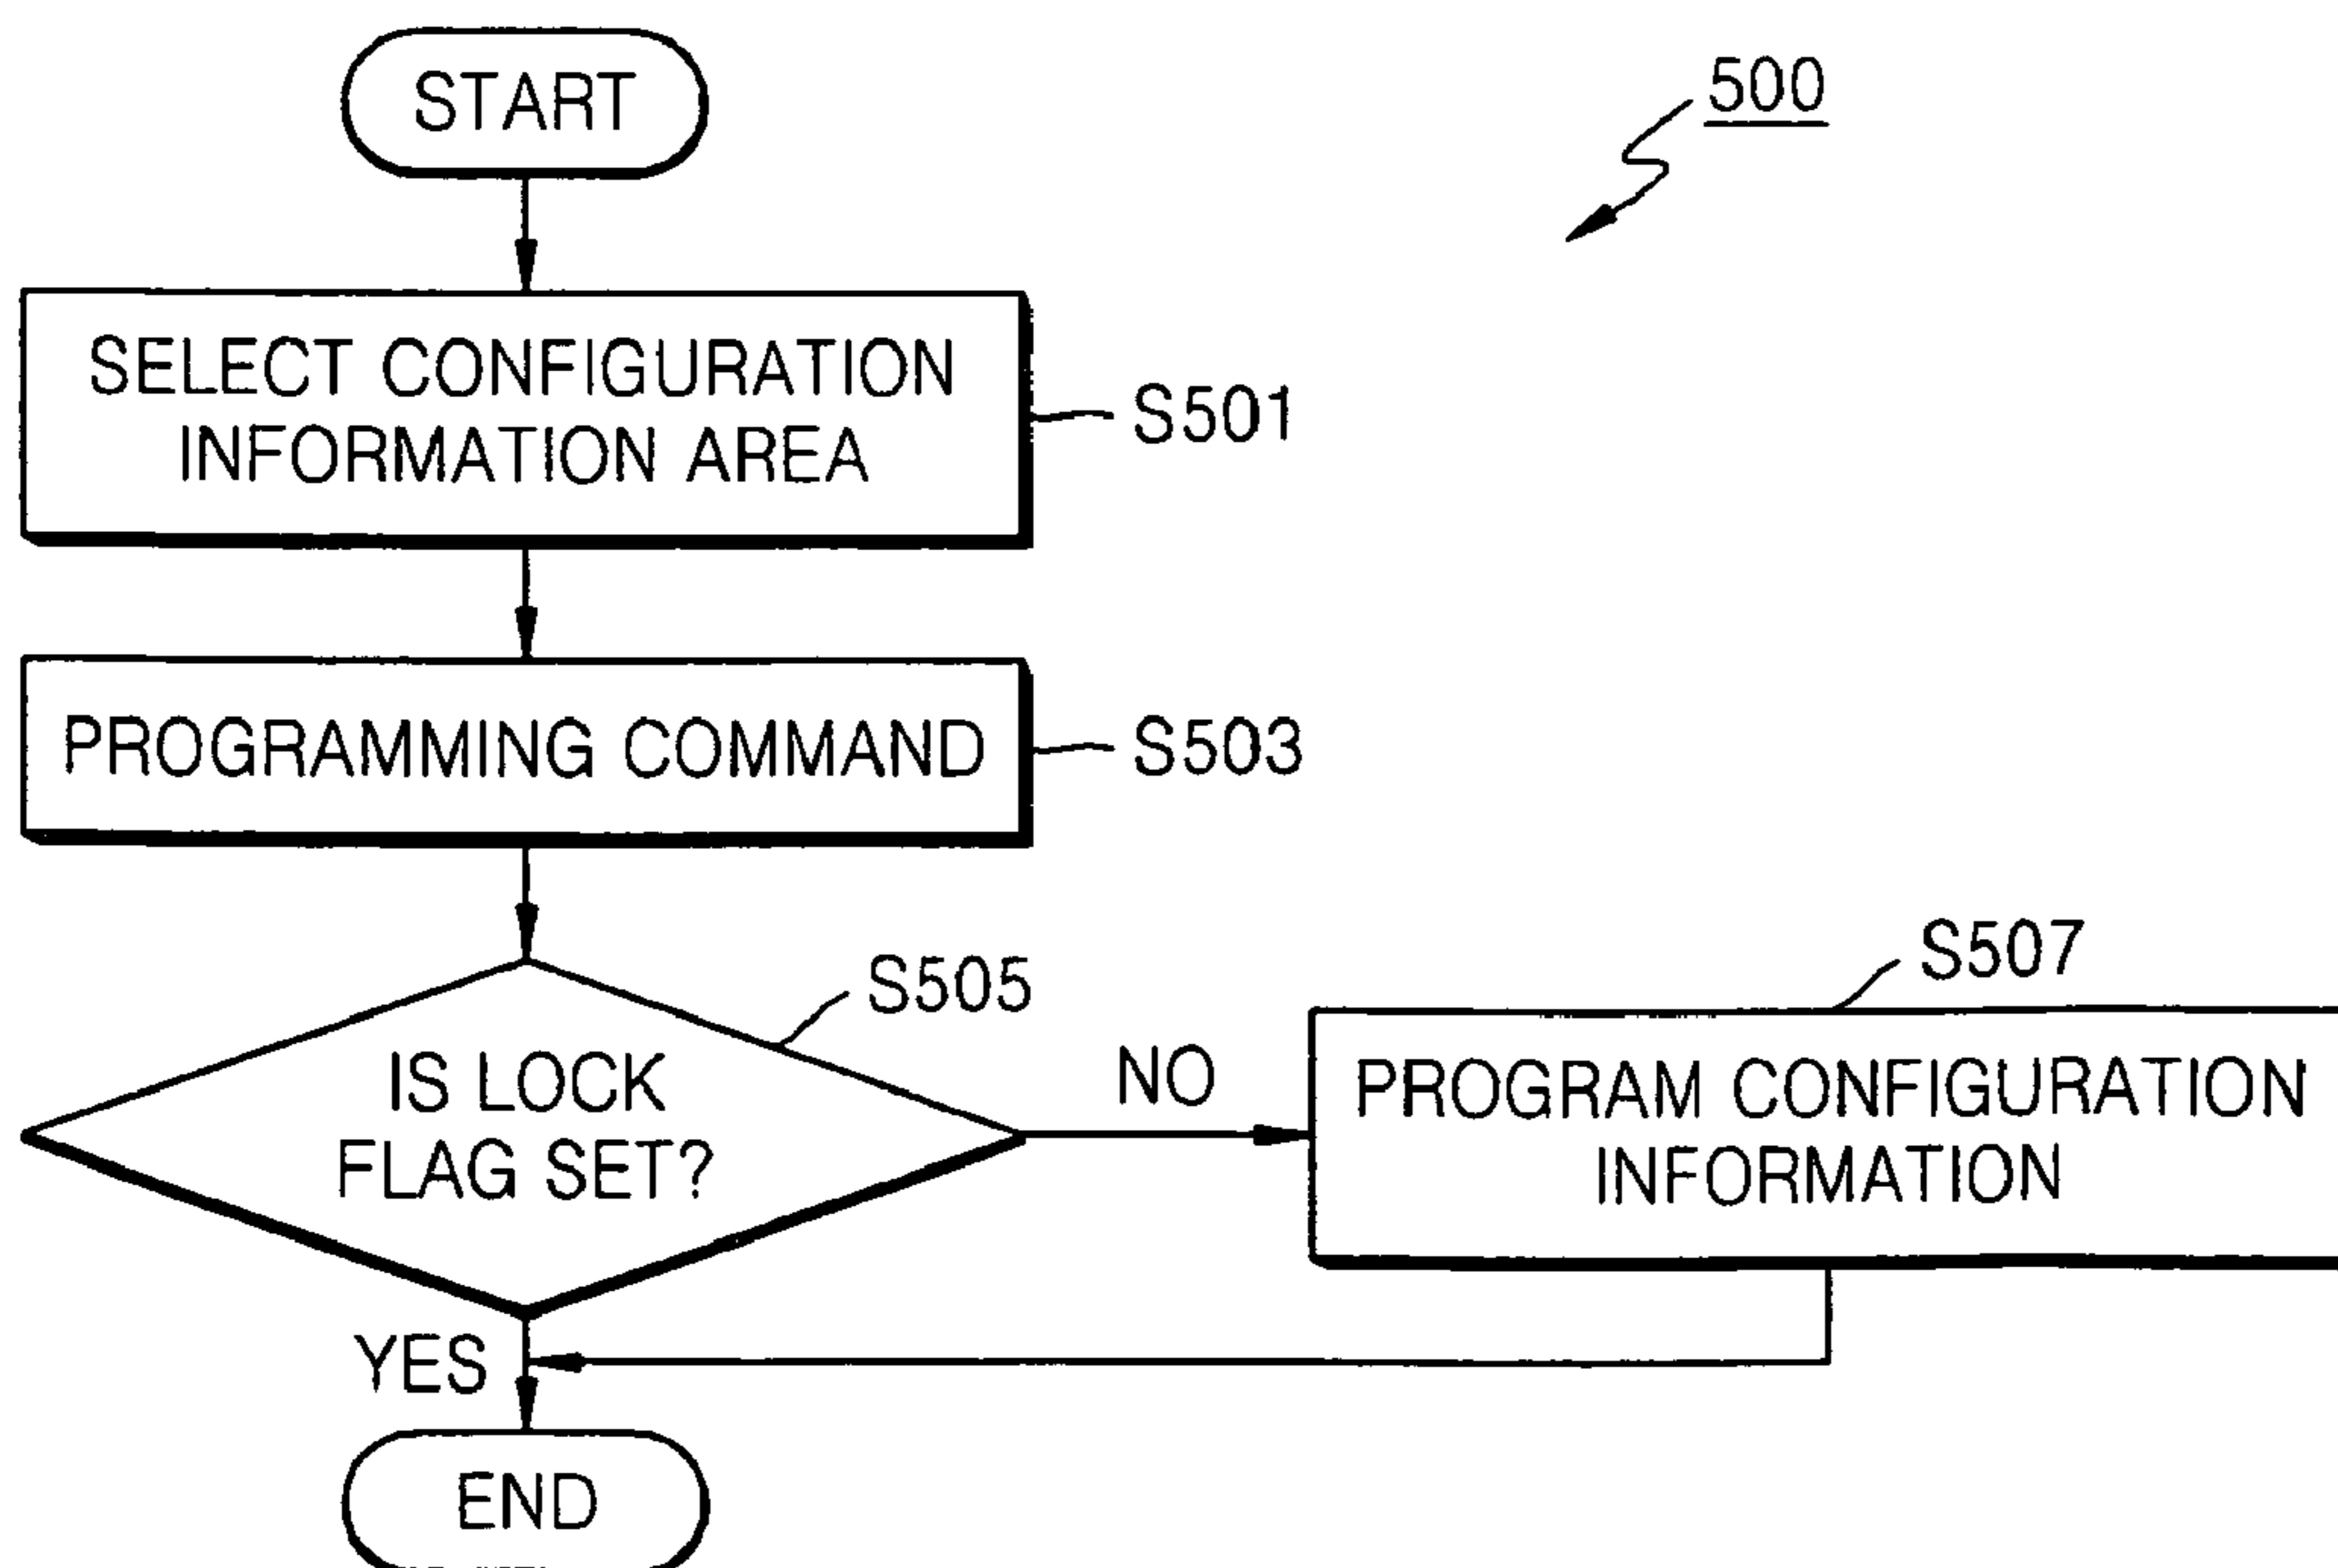 START
500
SELECT CONFIGURATION
INFORMATION AREA
S501
PROGRAMMING COMMAND
S503
S505
IS LOCK
FLAG SET?
NO
S507
PROGRAM CONFIGURATION
INFORMATION
YES
END